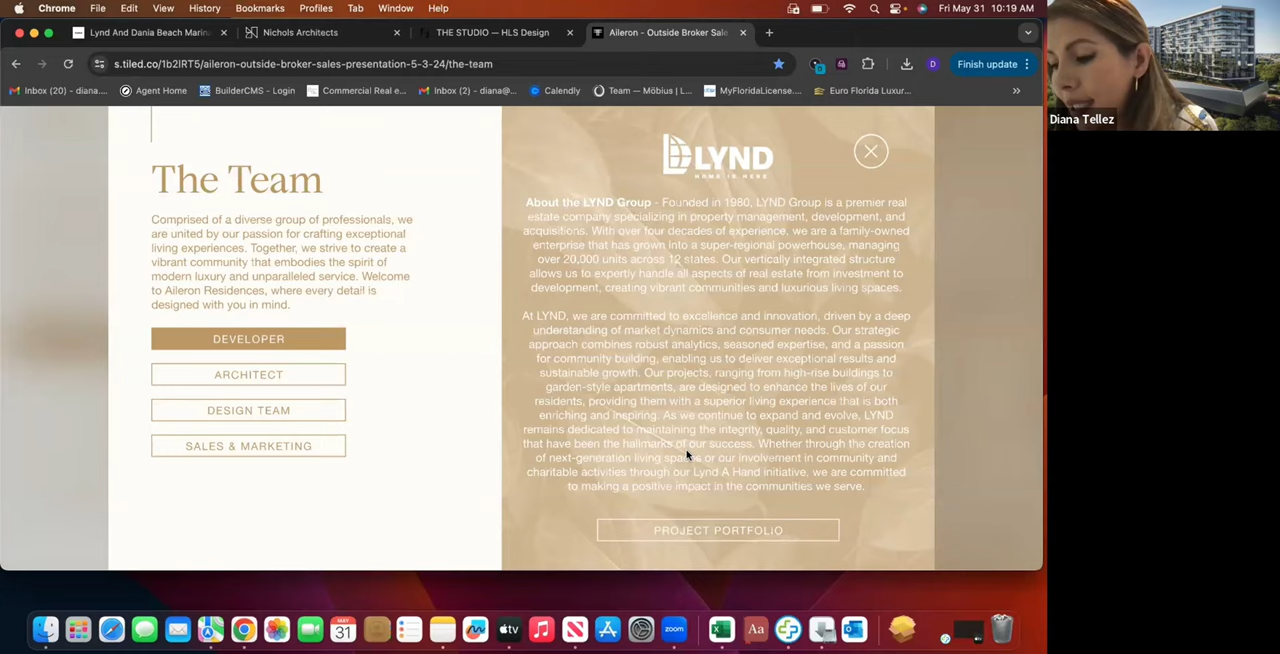 Chrome File Edit View History Bookmarks Profiles Tab Window Help Fri May 31 10:19 AM
Lynd And Dania Beach Marina Nichols Architects THE STUDIO — HLS Design Aileron - Outside Broker Sale
s.tiled.co/1b2IRT5/aileron-outside-broker-sales-presentation-5-3-24/the-team D Finish update
Inbox (20) - diana.... Agent Home BuilderCMS - Login Commercial Real e... Inbox (2) - diana@... Calendly Team — Möbius | L... MyFloridaLicense.... Euro Florida Luxur... »
Diana Tellez
The Team
Comprised of a diverse group of professionals, we
are united by our passion for crafting exceptional
living experiences. Together, we strive to create a
vibrant community that embodies the spirit of
modern luxury and unparalleled service. Welcome
to Aileron Residences, where every detail is
designed with you in mind.
DEVELOPER
ARCHITECT
DESIGN TEAM
SALES & MARKETING
LYND
HOME IS HERE
About the LYND Group - Founded in 1980, LYND Group is a premier real
estate company specializing in property management, development, and
acquisitions. With over four decades of experience, we are a family-owned
enterprise that has grown into a super-regional powerhouse, managing
over 20,000 units across 12 states. Our vertically integrated structure
allows us to expertly handle all aspects of real estate from investment to
development, creating vibrant communities and luxurious living spaces.
At LYND, we are committed to excellence and innovation, driven by a deep
understanding of market dynamics and consumer needs. Our strategic
approach combines robust analytics, seasoned expertise, and a passion
for community building, enabling us to deliver exceptional results and
sustainable growth. Our projects, ranging from high-rise buildings to
garden-style apartments, are designed to enhance the lives of our
residents, providing them with a superior living experience that is both
enriching and inspiring. As we continue to expand and evolve, LYND
remains dedicated to maintaining the integrity, quality, and customer focus
that have been the hallmarks of our success. Whether through the creation
of next-generation living spaces or our involvement in community and
charitable activities through our Lynd A Hand initiative, we are committed
to making a positive impact in the communities we serve.
PROJECT PORTFOLIO
MAY
31
tv
zoom
Aa